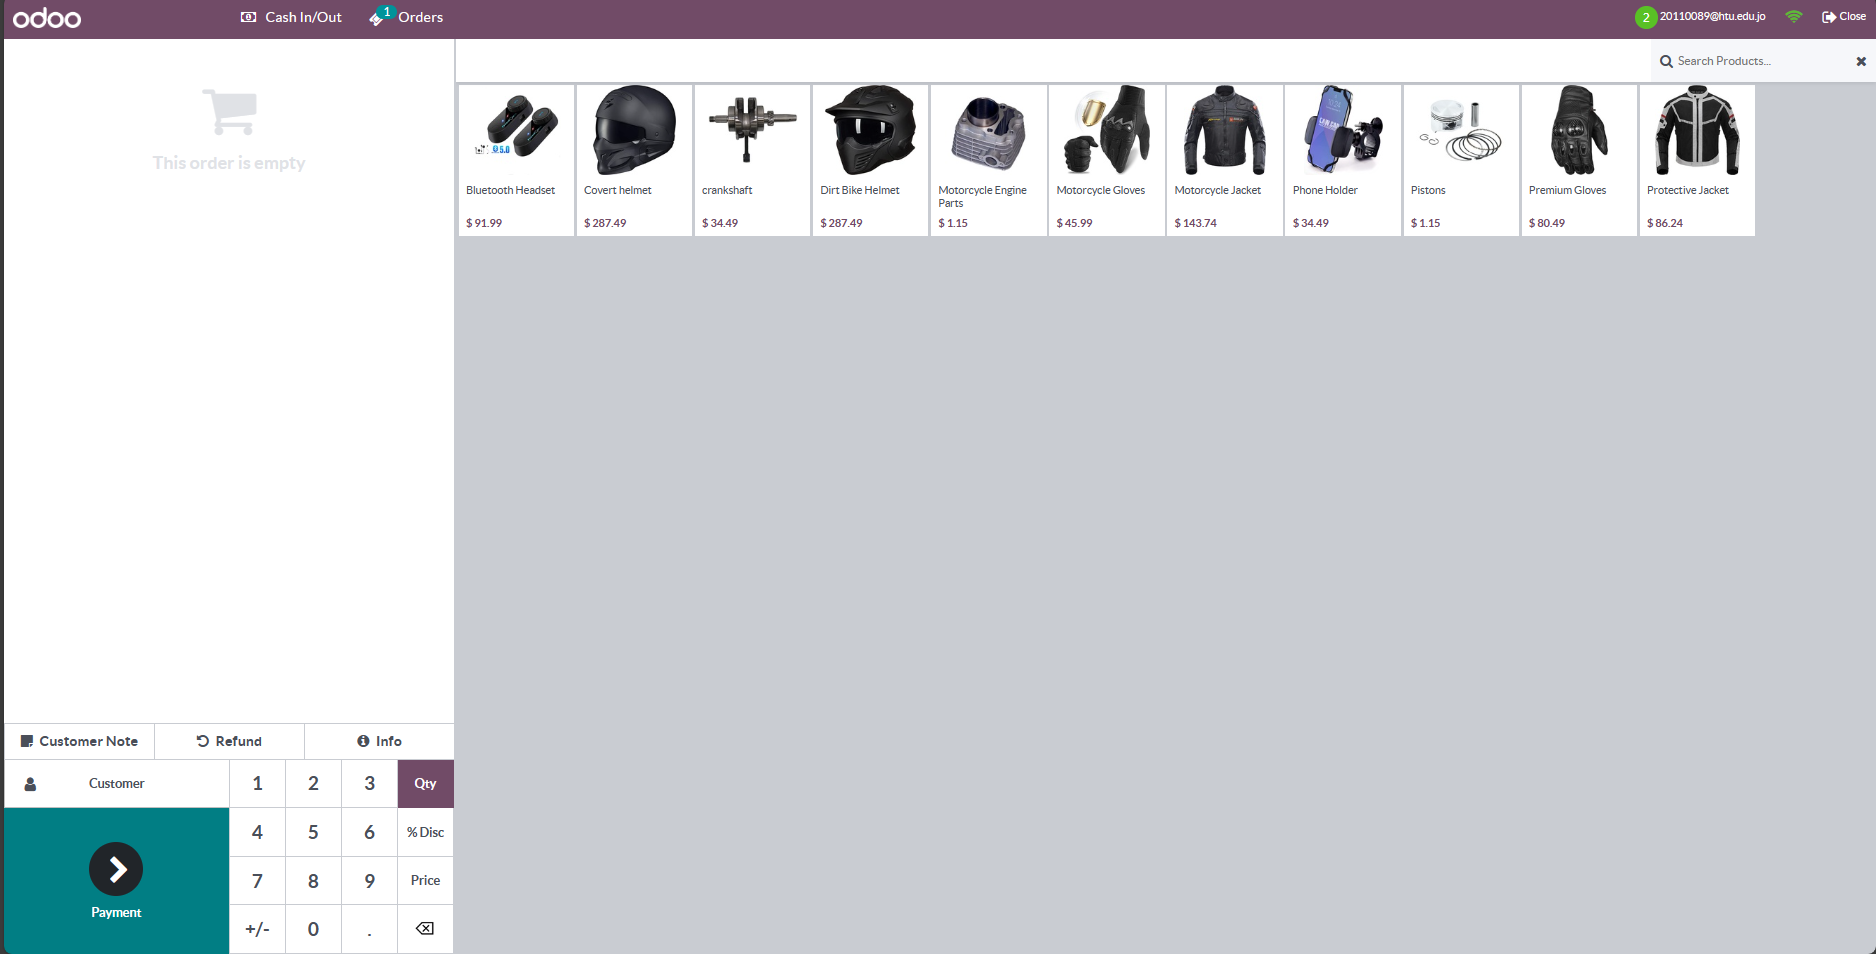 odoo
Cash In/Out
1
Orders
2
20110089@htu.edu.jo
Close
This order is empty
Search Products...
Bluetooth Headset
$ 91.99
Covert helmet
$ 287.49
crankshaft
$ 34.49
Dirt Bike Helmet
$ 287.49
Motorcycle Engine
Parts
$ 1.15
Motorcycle Gloves
$ 45.99
Motorcycle Jacket
$ 143.74
Phone Holder
$ 34.49
Pistons
$ 1.15
Premium Gloves
$ 80.49
Protective Jacket
$ 86.24
5.0
Customer Note
Refund
Info
Customer
1
2
3
Qty
4
5
6
% Disc
7
8
9
Price
Payment
+/-
0
.